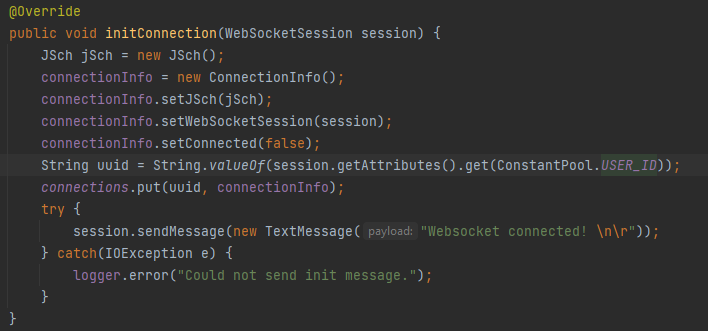 @Override
public void initConnection(WebSocketSession session) {
    JSch jSch = new JSch();
    connectionInfo = new ConnectionInfo();
    connectionInfo.setJSch(jSch);
    connectionInfo.setWebSocketSession(session);
    connectionInfo.setConnected(false);
    String uuid = String.valueOf(session.getAttributes().get(ConstantPool.USER_ID));
    connections.put(uuid, connectionInfo);
    try {
        session.sendMessage(new TextMessage( payload: "Websocket connected! \n\r"));
    } catch(IOException e) {
        logger.error("Could not send init message.");
    }
}